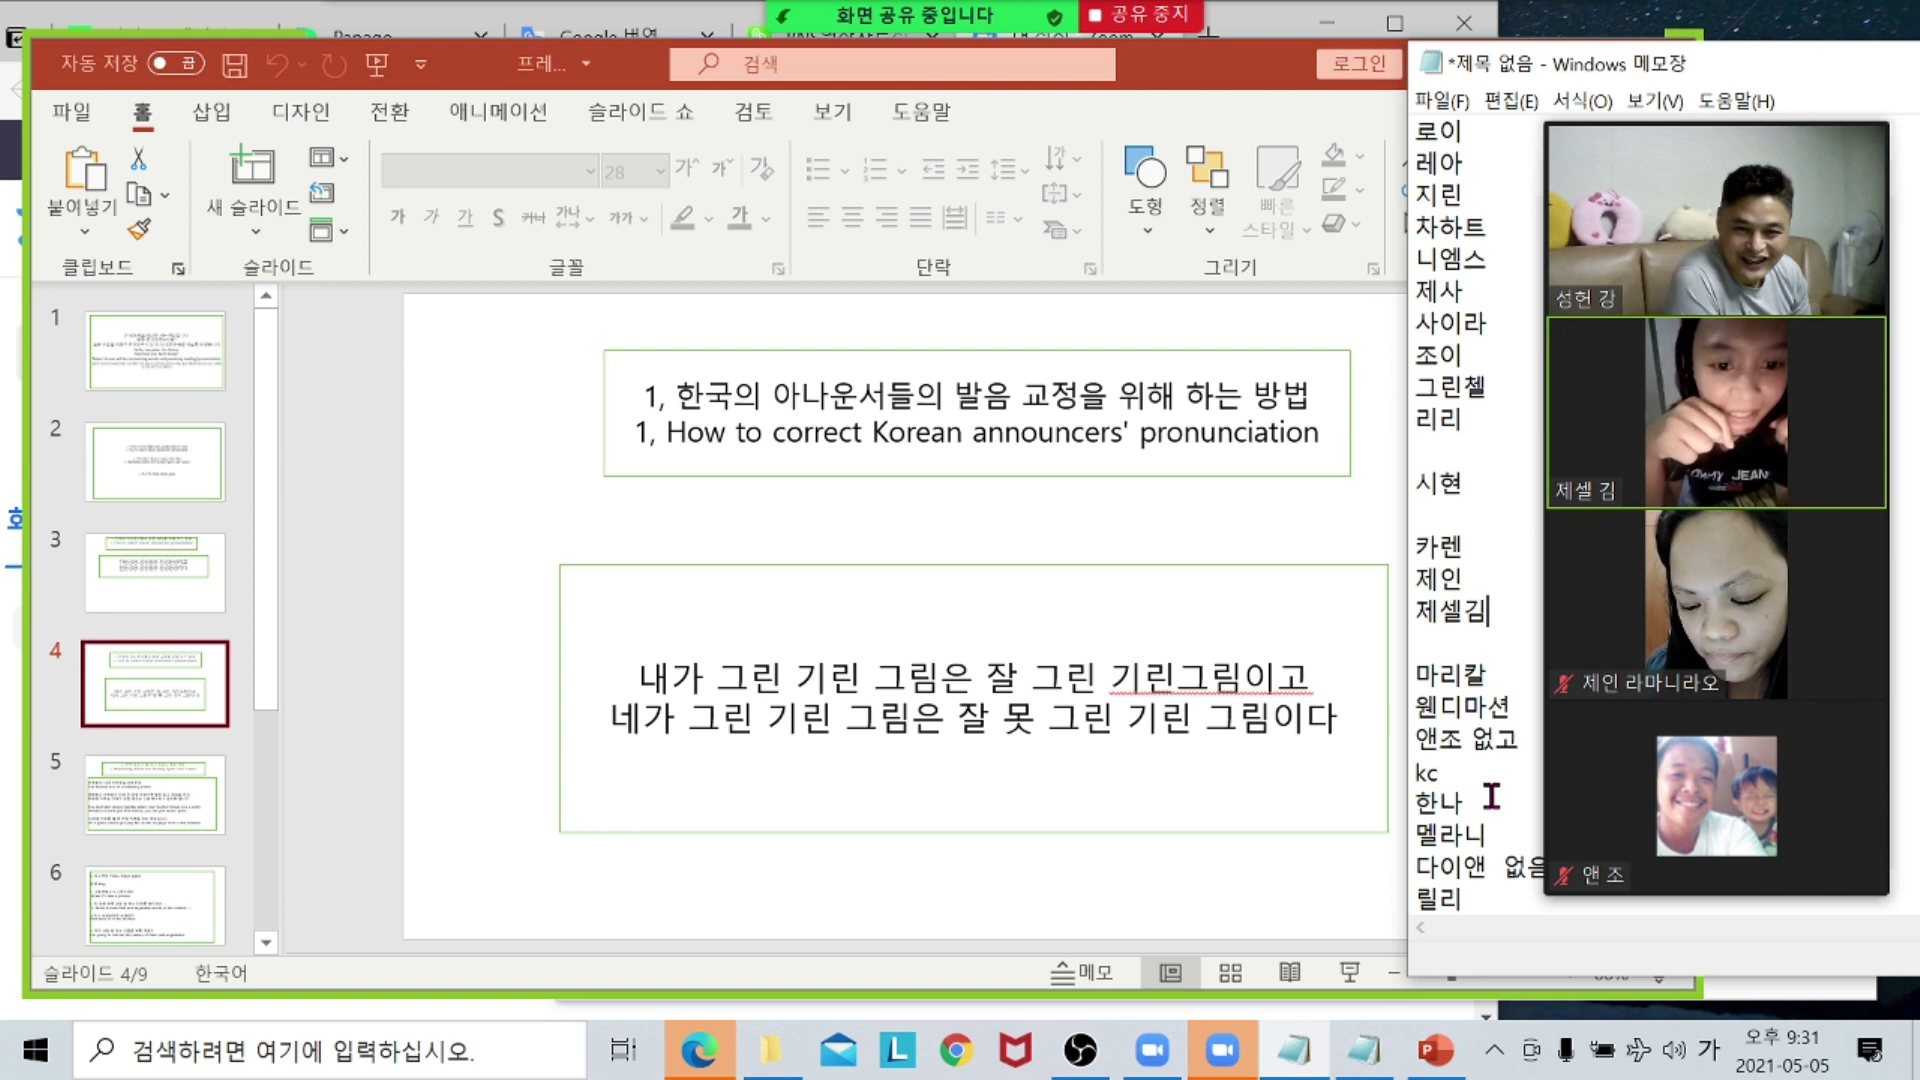 화면 공유 중입니다
공유 중지
Papago
Google 번역
자동 저장
끔
프레...
검색
로그인
파일
홈
삽입
디자인
전환
애니메이션
슬라이드 쇼
검토
보기
도움말
붙여넣기
클립보드
새 슬라이드
슬라이드
28
글꼴
단락
도형
정렬
빠른
스타일
그리기
1
2
3
4
5
6
1, 한국의 아나운서들의 발음 교정을 위해 하는 방법
1, How to correct Korean announcers' pronunciation
내가 그린 기린 그림은 잘 그린 기린그림이고
네가 그린 기린 그림은 잘 못 그린 기린 그림이다
슬라이드 4/9
한국어
메모
*제목 없음 - Windows 메모장
파일(F) 편집(E) 서식(O) 보기(V) 도움말(H)
로이
레아
지린
차하트
니엠스
제사
사이라
조이
그린첼
리리
시현
카렌
제인
제셀김
마리칼
웬디마션
앤조 없고
kc
한나
멜라니
다이앤 없음
릴리
성헌 강
제셀 김
제인 라마니라오
앤 조
검색하려면 여기에 입력하십시오.
가
오후 9:31
2021-05-05